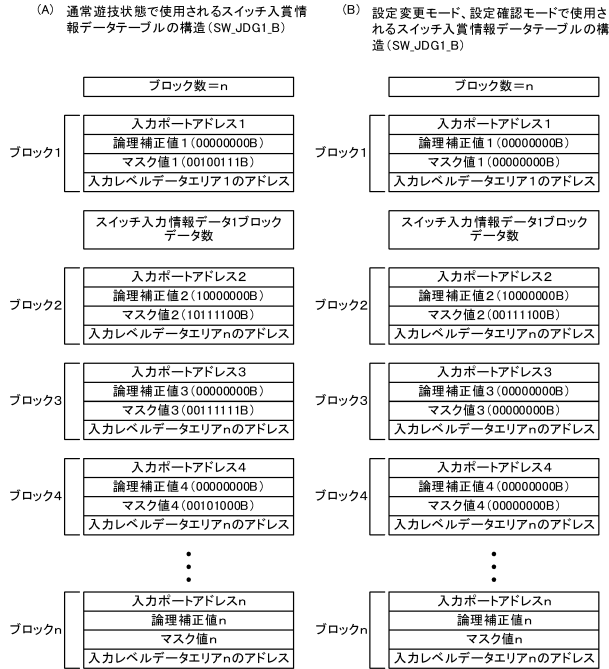 (A) 通常遊技状態で使用されるスイッチ入賞情
報データテーブルの構造(SW_JDG1_B)
ブロック数=n
ブロック1
入力ポートアドレス1
論理補正値1(00000000B)
マスク値1(00100111B)
入力レベルデータエリア1のアドレス
スイッチ入力情報データ1ブロック
データ数
ブロック2
入力ポートアドレス2
論理補正値2(10000000B)
マスク値2(10111100B)
入力レベルデータエリアnのアドレス
ブロック3
入力ポートアドレス3
論理補正値3(00000000B)
マスク値3(00111111B)
入力レベルデータエリアnのアドレス
ブロック4
入力ポートアドレス4
論理補正値4(00000000B)
マスク値4(00101000B)
入力レベルデータエリアnのアドレス
ブロックn
入力ポートアドレスn
論理補正値n
マスク値n
入力レベルデータエリアnのアドレス
(B) 設定変更モード、設定確認モードで使用さ
れるスイッチ入賞情報データテーブルの構
造(SW_JDG1_B)
ブロック数=n
ブロック1
入力ポートアドレス1
論理補正値1(00000000B)
マスク値1(00000000B)
入力レベルデータエリア1のアドレス
スイッチ入力情報データ1ブロック
データ数
ブロック2
入力ポートアドレス2
論理補正値2(10000000B)
マスク値2(00111100B)
入力レベルデータエリアnのアドレス
ブロック3
入力ポートアドレス3
論理補正値3(00000000B)
マスク値3(00000000B)
入力レベルデータエリアnのアドレス
ブロック4
入力ポートアドレス4
論理補正値4(00000000B)
マスク値4(00000000B)
入力レベルデータエリアnのアドレス
ブロックn
入力ポートアドレスn
論理補正値n
マスク値n
入力レベルデータエリアnのアドレス